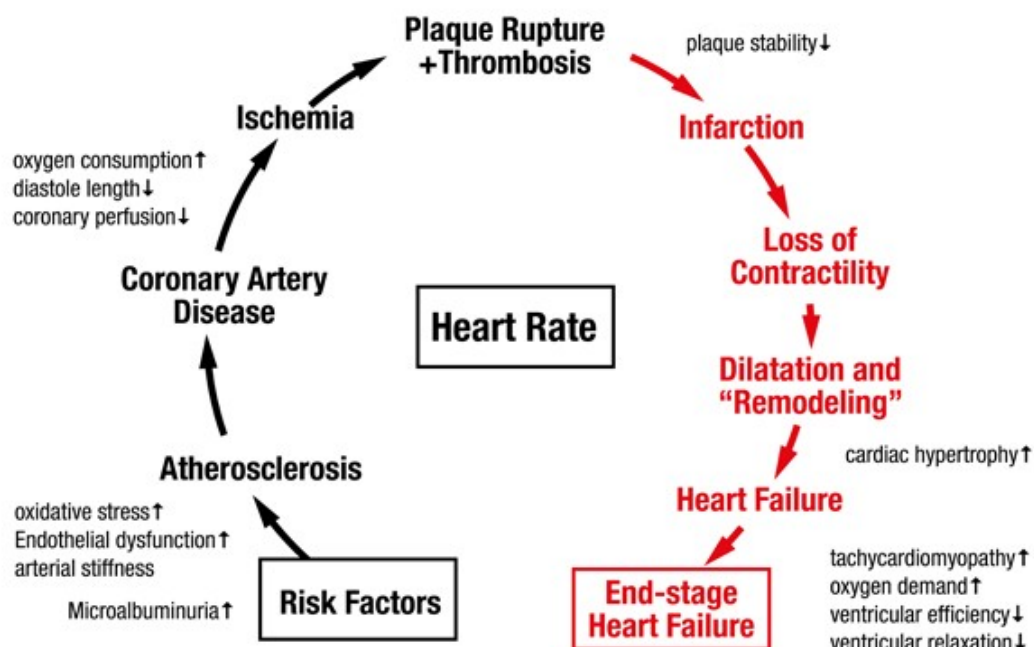 Plaque Rupture
+Thrombosis
plaque stability↓
Ischemia
Infarction
oxygen consumption↑
diastole length↓
coronary perfusion↓
Loss of
Contractility
Coronary Artery
Disease
Heart Rate
Dilatation and
“Remodeling”
cardiac hypertrophy↑
Atherosclerosis
Heart Failure
oxidative stress↑
Endothelial dysfunction↑
arterial stiffness
Microalbuminuria↑
Risk Factors
End-stage
Heart Failure
tachycardiomyopathy↑
oxygen demand↑
ventricular efficiency↓
ventricular relaxation↓